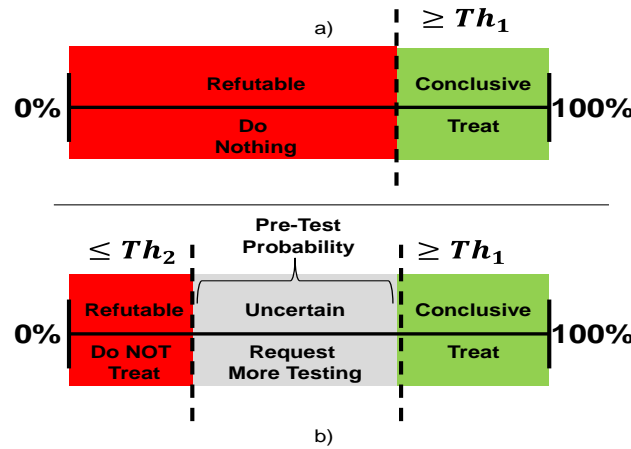 a)
≥ Th₁
Refutable
Conclusive
0%
100%
Do
Nothing
Treat
Pre-Test
Probability
≤ Th₂
≥ Th₁
Refutable
Uncertain
Conclusive
0%
100%
Do NOT
Treat
Request
More Testing
Treat
b)